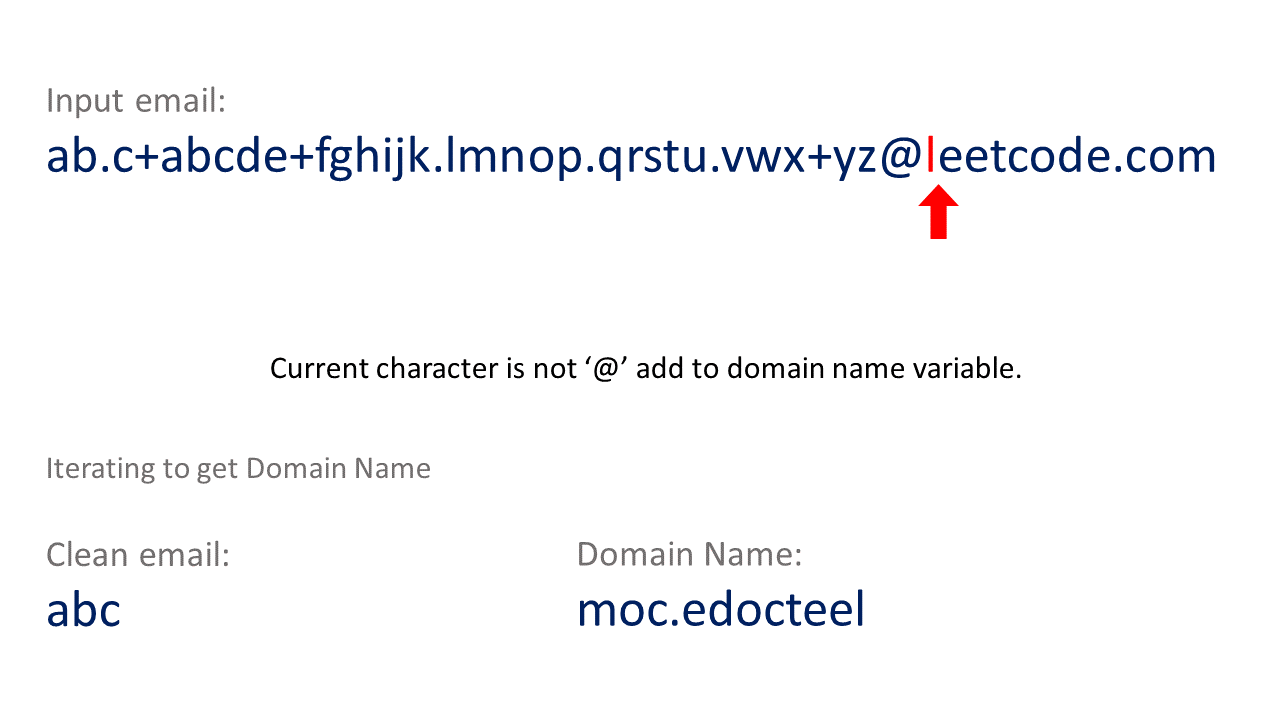 Input email:
ab.c+abcde+fghijk.lmnop.qrstu.vwx+yz@leetcode.com
Current character is not ‘@’ add to domain name variable.
Iterating to get Domain Name
Clean email:
abc
Domain Name:
moc.edocteel